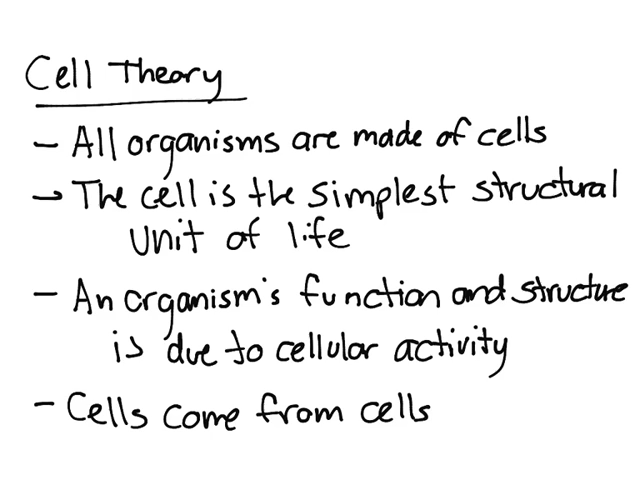 Cell Theory
- All organisms are made of cells
- The cell is the simplest structural
Unit of life
- An organism's function and structure
is due to cellular activity
- Cells come from cells